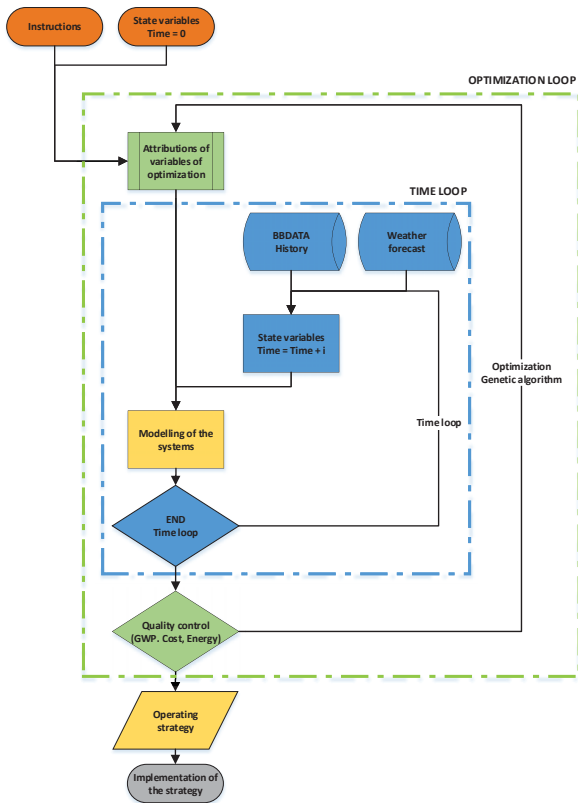 Instructions
State variables
Time = 0
OPTIMIZATION LOOP
Attributions of
variables of
optimization
TIME LOOP
BBDATA
History
Weather
forecast
State variables
Time = Time + i
Optimization
Genetic algorithm
Modelling of the
systems
Time loop
END
Time loop
Quality control
(GWP. Cost, Energy)
Operating
strategy
Implementation of
the strategy